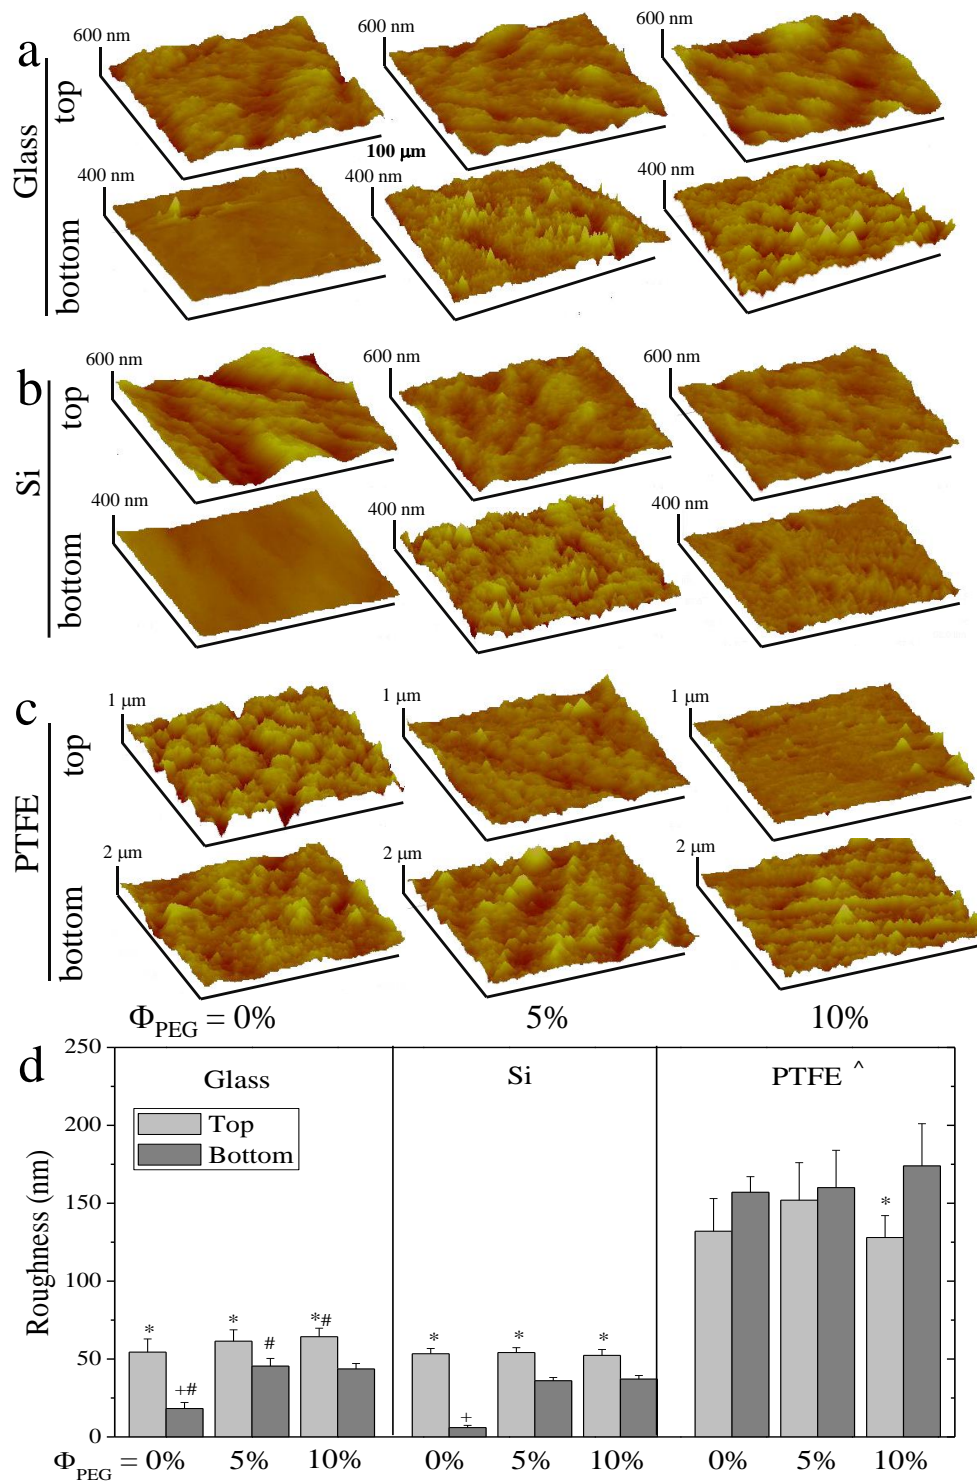 a
Glass
top
600 nm
600 nm
600 nm
100 μm
bottom
400 nm
400 nm
400 nm
b
Si
top
600 nm
600 nm
600 nm
bottom
400 nm
400 nm
400 nm
c
PTFE
top
1 μm
1 μm
1 μm
bottom
2 μm
2 μm
2 μm
Φ_PEG = 0% 5% 10%
d
Roughness (nm)
250
200
150
100
50
0
Glass
Si
PTFE ^
Top
Bottom
* +# * # *#
* + * *
*
Φ_PEG = 0% 5% 10% 0% 5% 10% 0% 5% 10%